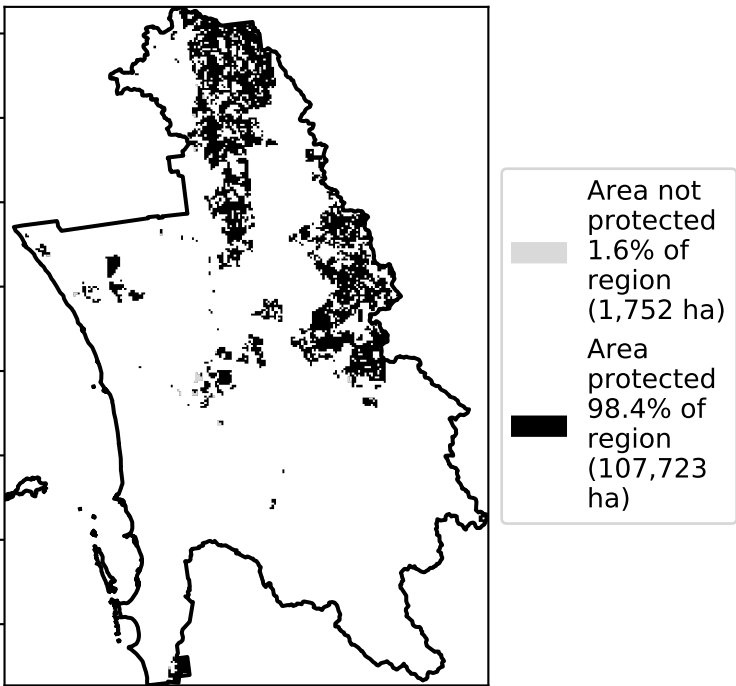 Area not
protected
1.6% of
region
(1,752 ha)
Area
protected
98.4% of
region
(107,723
ha)